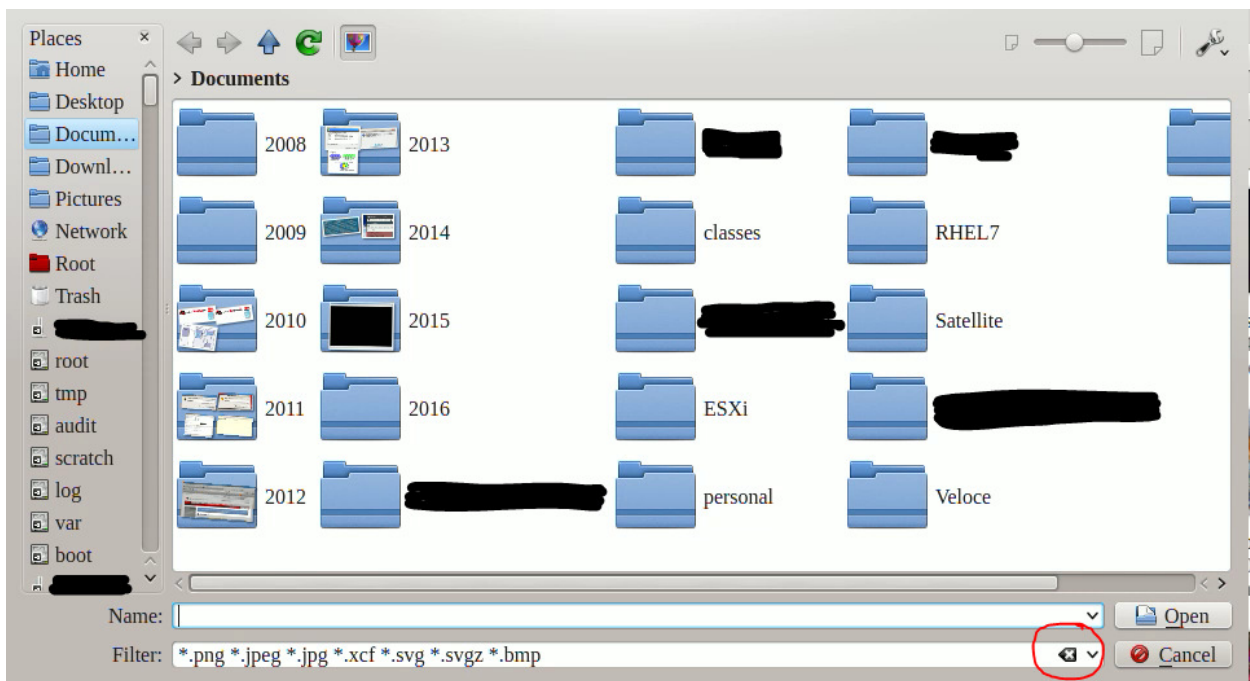 Places
Home
Desktop
Docum...
Downl...
Pictures
Network
Root
Trash
root
tmp
audit
scratch
log
var
boot
> Documents
2008
2009
2010
2011
2012
2013
2014
2015
2016
classes
ESXi
personal
RHEL7
Satellite
Veloce
Name:
Open
Filter: *.png *.jpeg *.jpg *.xcf *.svg *.svgz *.bmp
Cancel